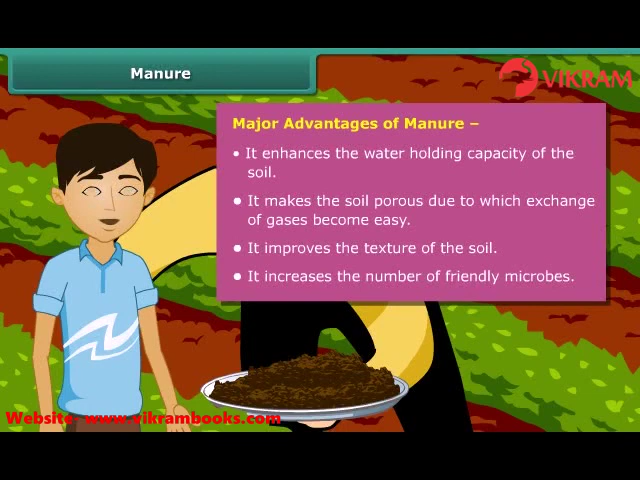 Manure
VIKRAM
Major Advantages of Manure –
• It enhances the water holding capacity of the
soil.
• It makes the soil porous due to which exchange
of gases become easy.
• It improves the texture of the soil.
• It increases the number of friendly microbes.
Website- www.vikrambooks.com